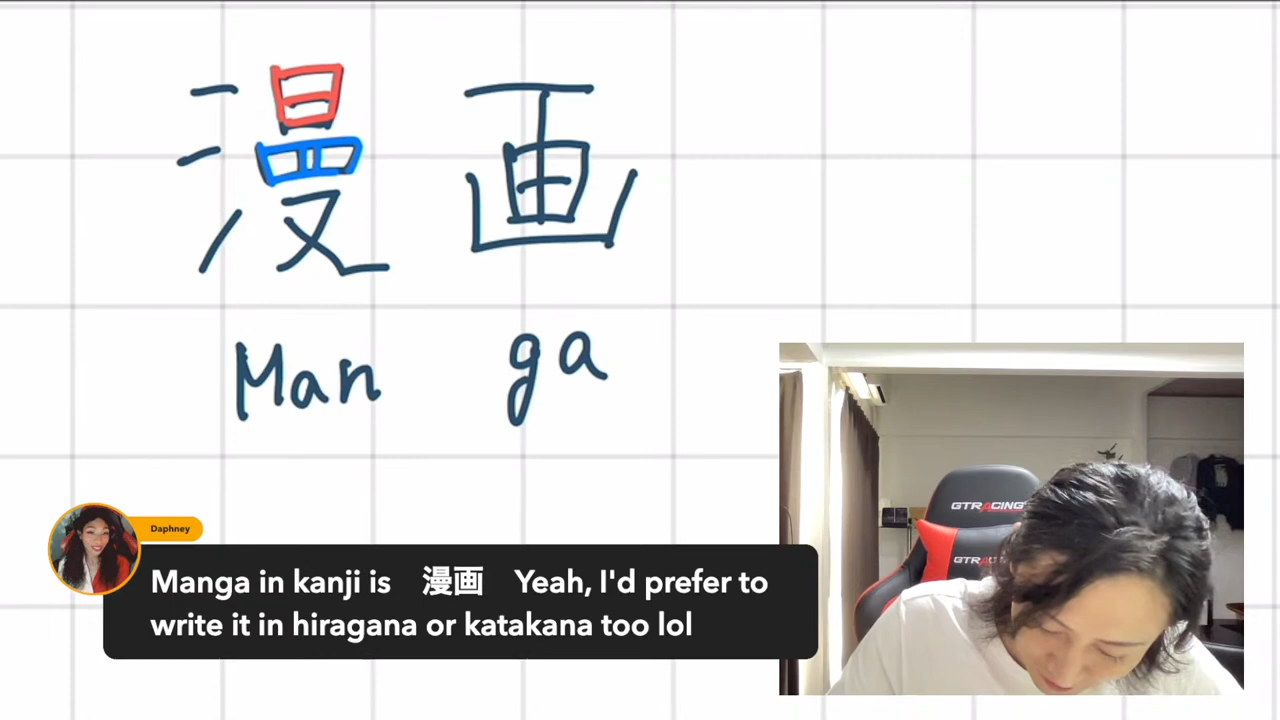 漫画
Man ga
Daphney
Manga in kanji is　漫画　Yeah, I'd prefer to
write it in hiragana or katakana too lol
GTRACING
GTRACING